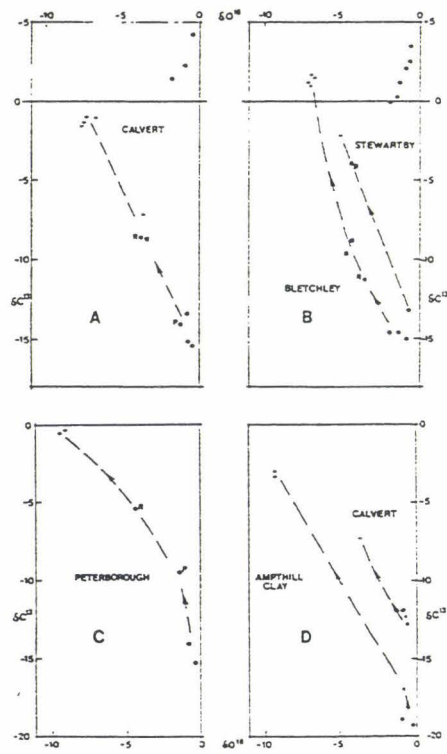 -10 -5 δO¹⁸ 0 -5
-10 -5 δO¹⁸ 0 -5
0
0
CALVERT
STEWARTBY
-5
-5
-10
-10
BLETCHLEY
δC¹³
δC¹³
A
B
-15
-15
0
0
-5
-5
CALVERT
PETERBOROUGH
AMPTHILL
CLAY
-10
-10
δC¹³
δC¹³
C
D
-15
-15
-20
-20
-10 -5 0 δO¹⁸ -10 -5 0